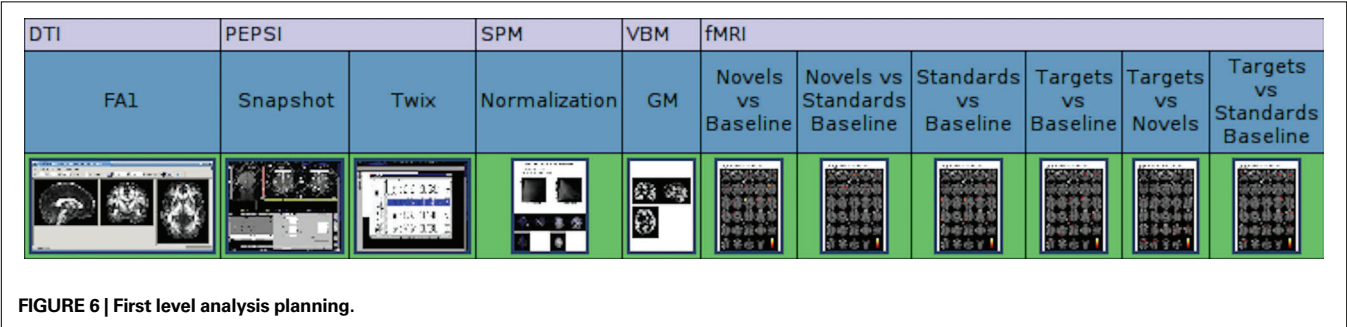 DTI PEPSI SPM VBM fMRI
FA1 Snapshot Twix Normalization GM Novels vs Baseline Novels vs Standards Baseline Standards vs Baseline Targets vs Baseline Targets vs Novels Targets vs Standards Baseline
FIGURE 6 | First level analysis planning.